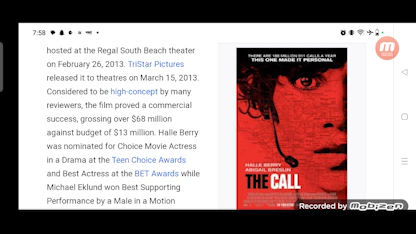 7:58
hosted at the Regal South Beach theater
on February 26, 2013. TriStar Pictures
released it to theatres on March 15, 2013.
Considered to be high-concept by many
reviewers, the film proved a commercial
success, grossing over $68 million
against budget of $13 million. Halle Berry
was nominated for Choice Movie Actress
in a Drama at the Teen Choice Awards
and Best Actress at the BET Awards while
Michael Eklund won Best Supporting
Performance by a Male in a Motion
THERE ARE 188 MILLION 911 CALLS A YEAR
THIS ONE MADE IT PERSONAL
HALLE BERRY
ABIGAIL BRESLIN
THE CALL
Recorded by MOBIZEN